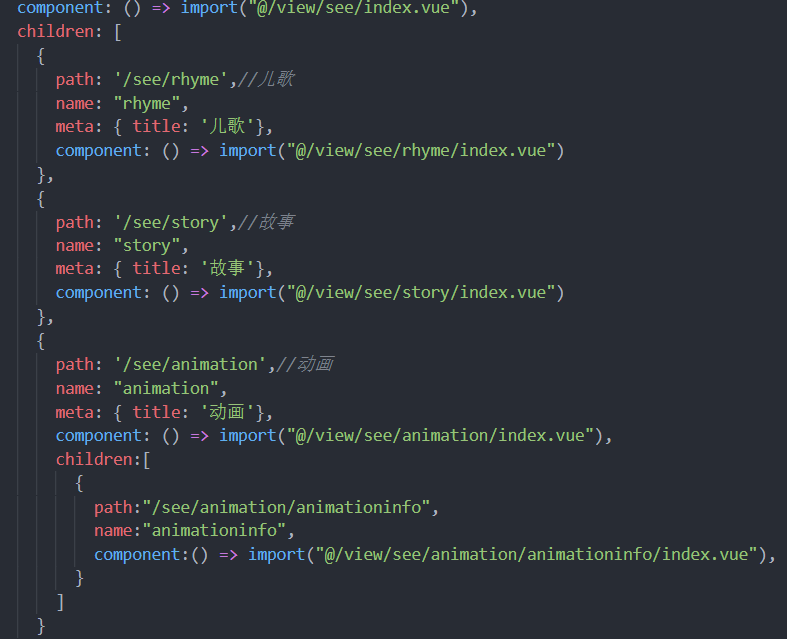 component: () => import("@/view/see/index.vue"),
children: [
{
path: '/see/rhyme',//儿歌
name: "rhyme",
meta: { title: '儿歌'},
component: () => import("@/view/see/rhyme/index.vue")
},
{
path: '/see/story',//故事
name: "story",
meta: { title: '故事'},
component: () => import("@/view/see/story/index.vue")
},
{
path: '/see/animation',//动画
name: "animation",
meta: { title: '动画'},
component: () => import("@/view/see/animation/index.vue"),
children:[
{
path:"/see/animation/animationinfo",
name:"animationinfo",
component:() => import("@/view/see/animation/animationinfo/index.vue"),
}
]
}